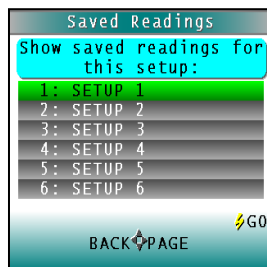 Saved Readings
Show saved readings for
this setup:
1: SETUP 1
2: SETUP 2
3: SETUP 3
4: SETUP 4
5: SETUP 5
6: SETUP 6
GO
BACK PAGE